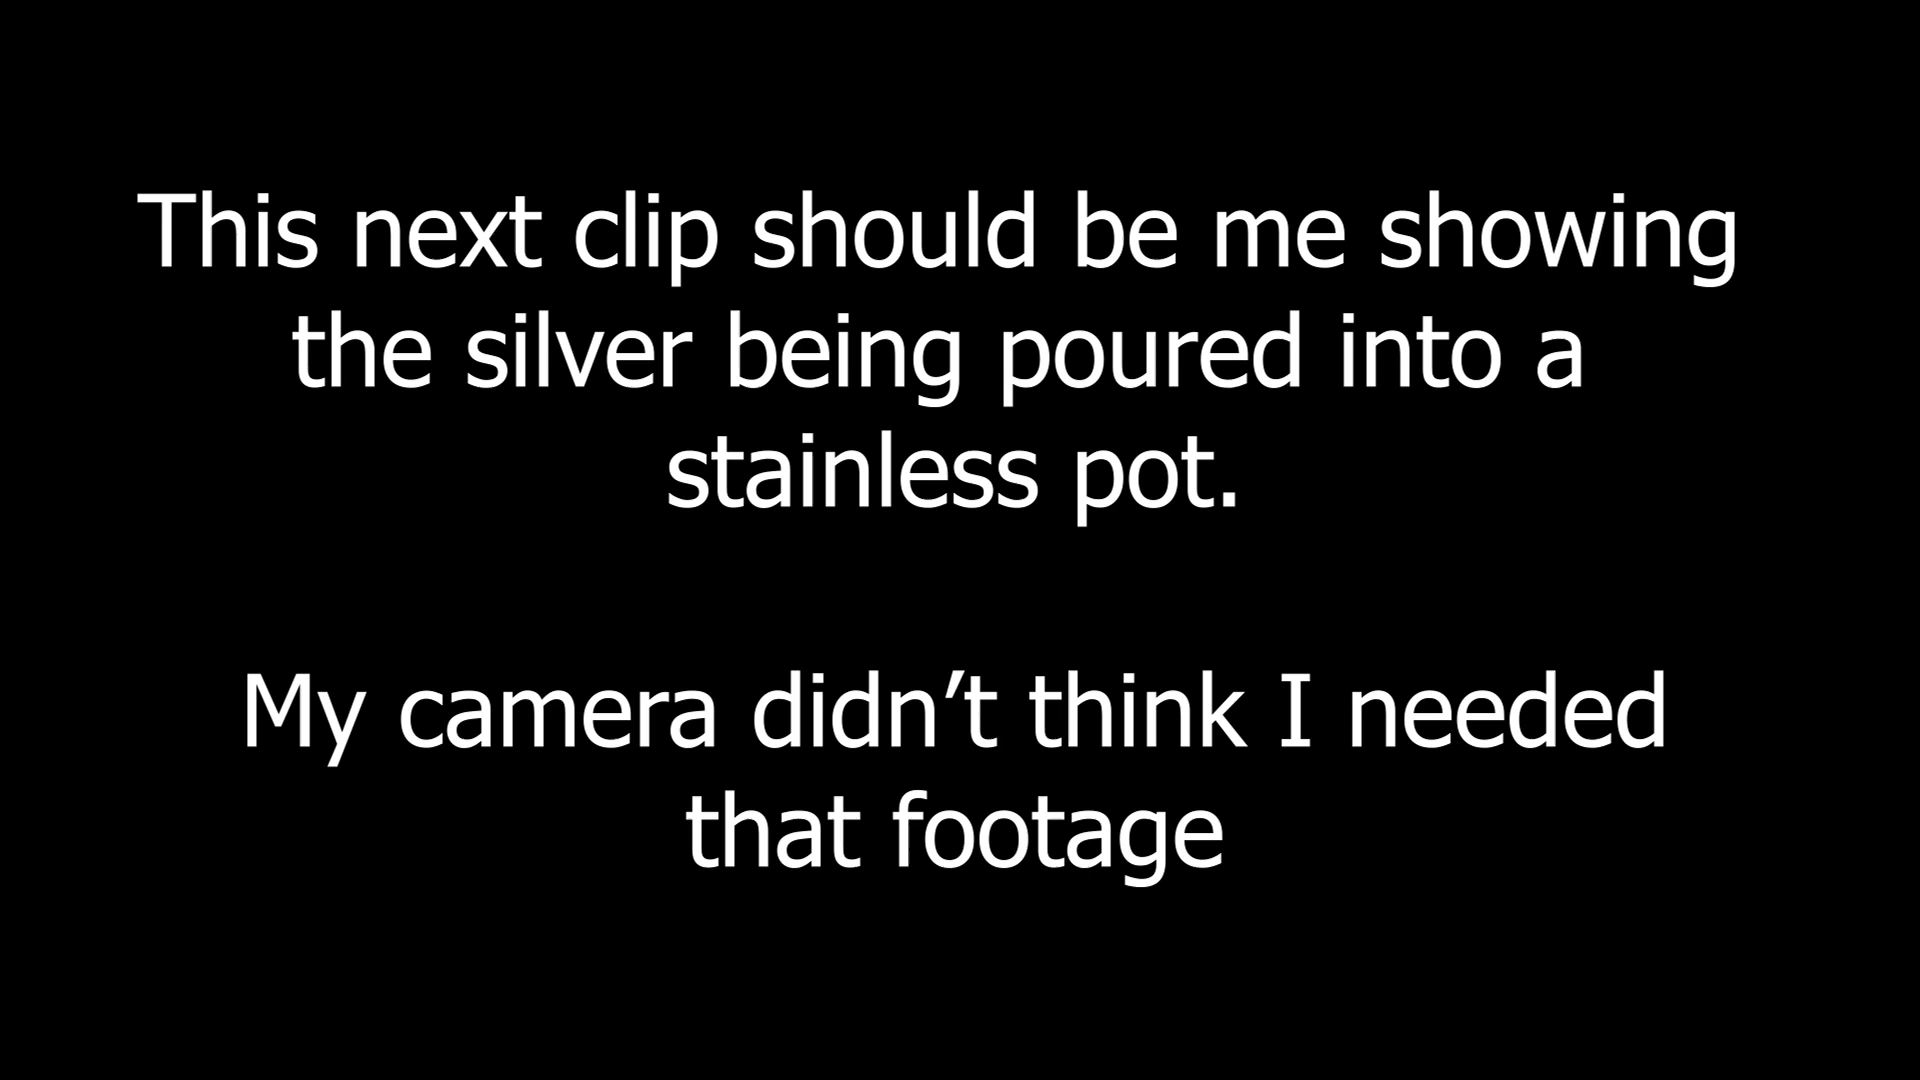 This next clip should be me showing
the silver being poured into a
stainless pot.
My camera didn’t think I needed
that footage